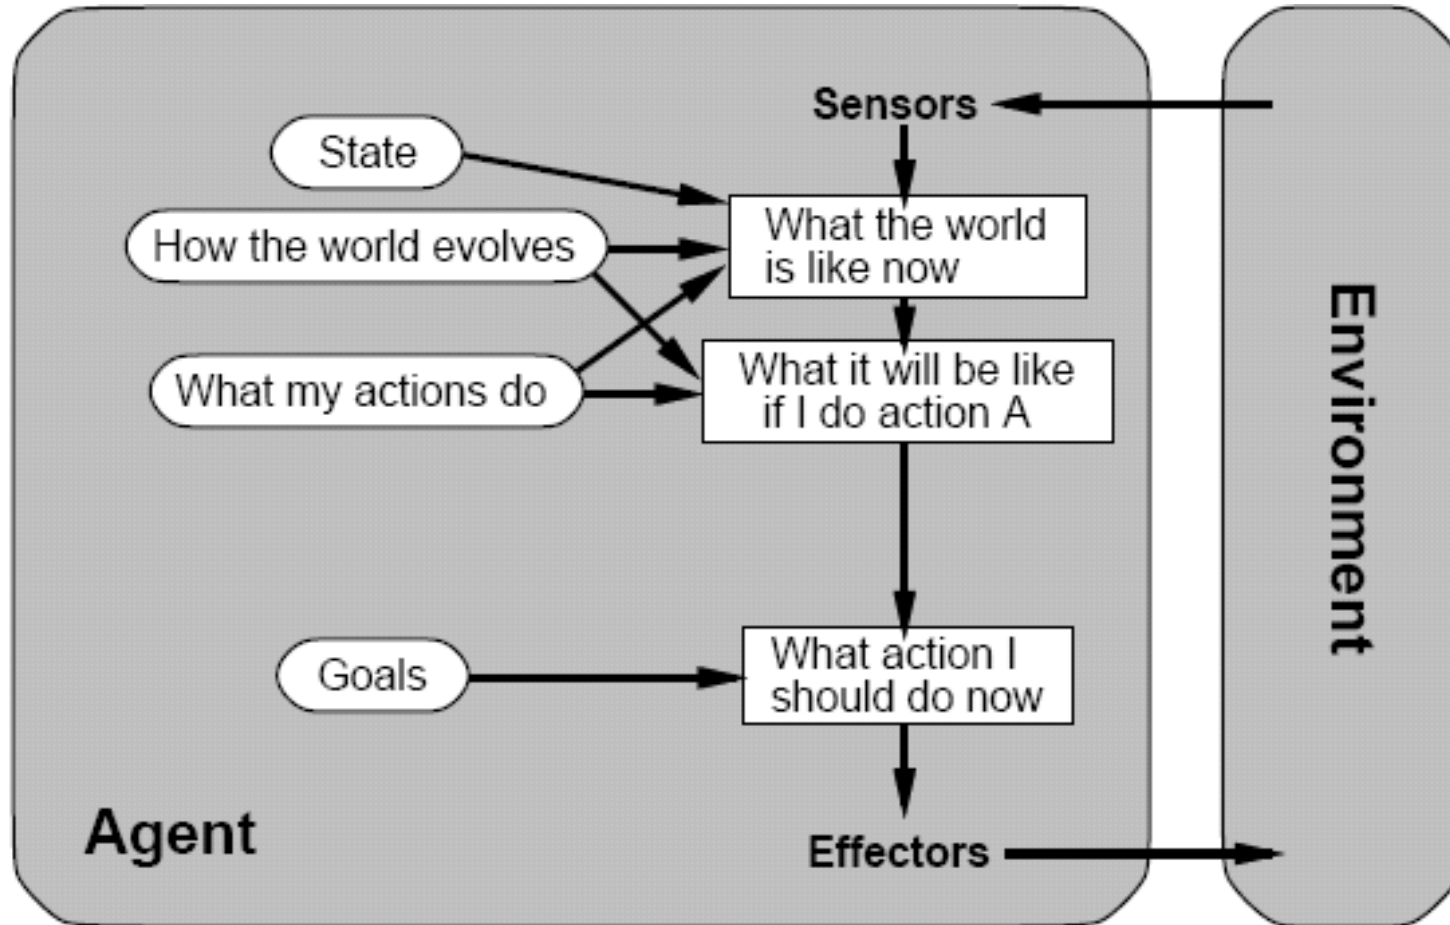 Sensors
State
What the world
is like now
How the world evolves
What it will be like
if I do action A
What my actions do
Environment
What action I
should do now
Goals
Agent
Effectors